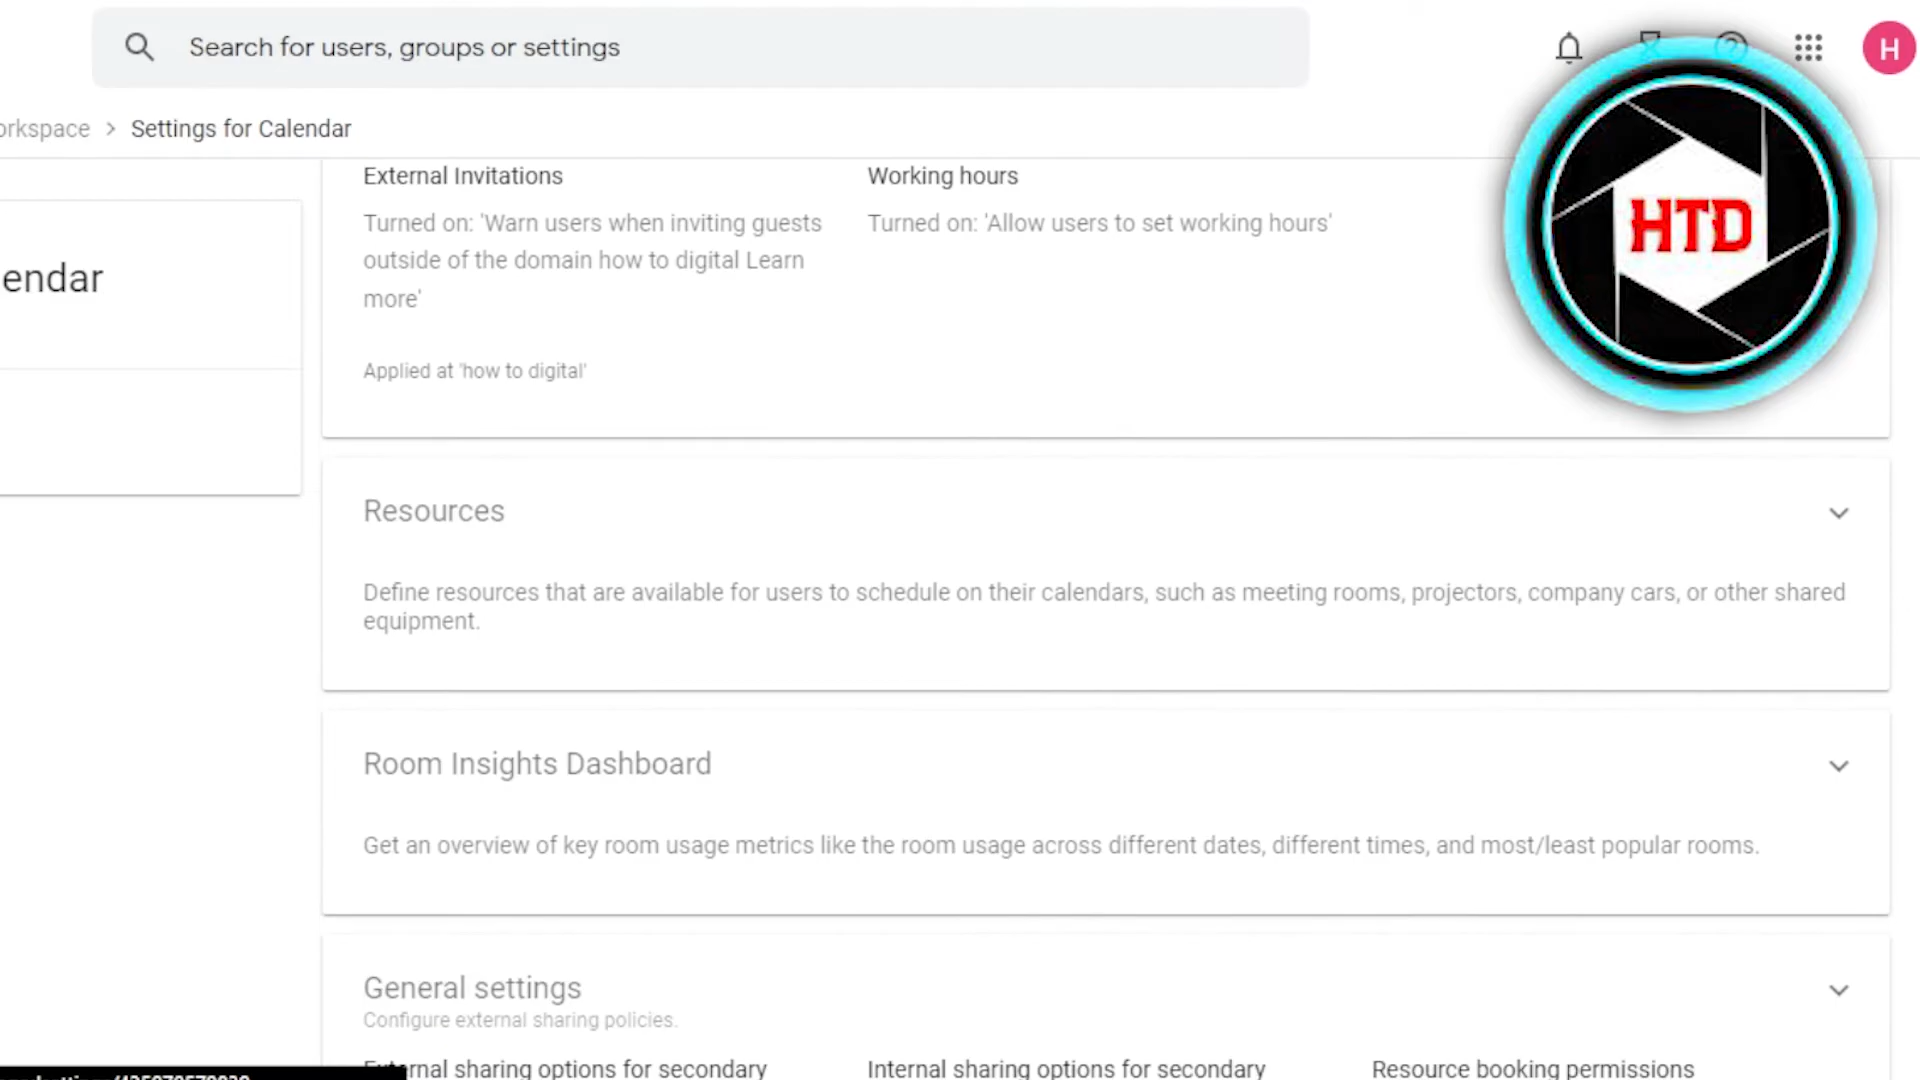 Search for users, groups or settings
H
orkspace > Settings for Calendar
HTD
endar
External Invitations
Turned on: 'Warn users when inviting guests
outside of the domain how to digital Learn
more'
Applied at 'how to digital'
Working hours
Turned on: 'Allow users to set working hours'
Resources
Define resources that are available for users to schedule on their calendars, such as meeting rooms, projectors, company cars, or other shared
equipment.
Room Insights Dashboard
Get an overview of key room usage metrics like the room usage across different dates, different times, and most/least popular rooms.
General settings
Configure external sharing policies.
External sharing options for secondary
Internal sharing options for secondary
Resource booking permissions